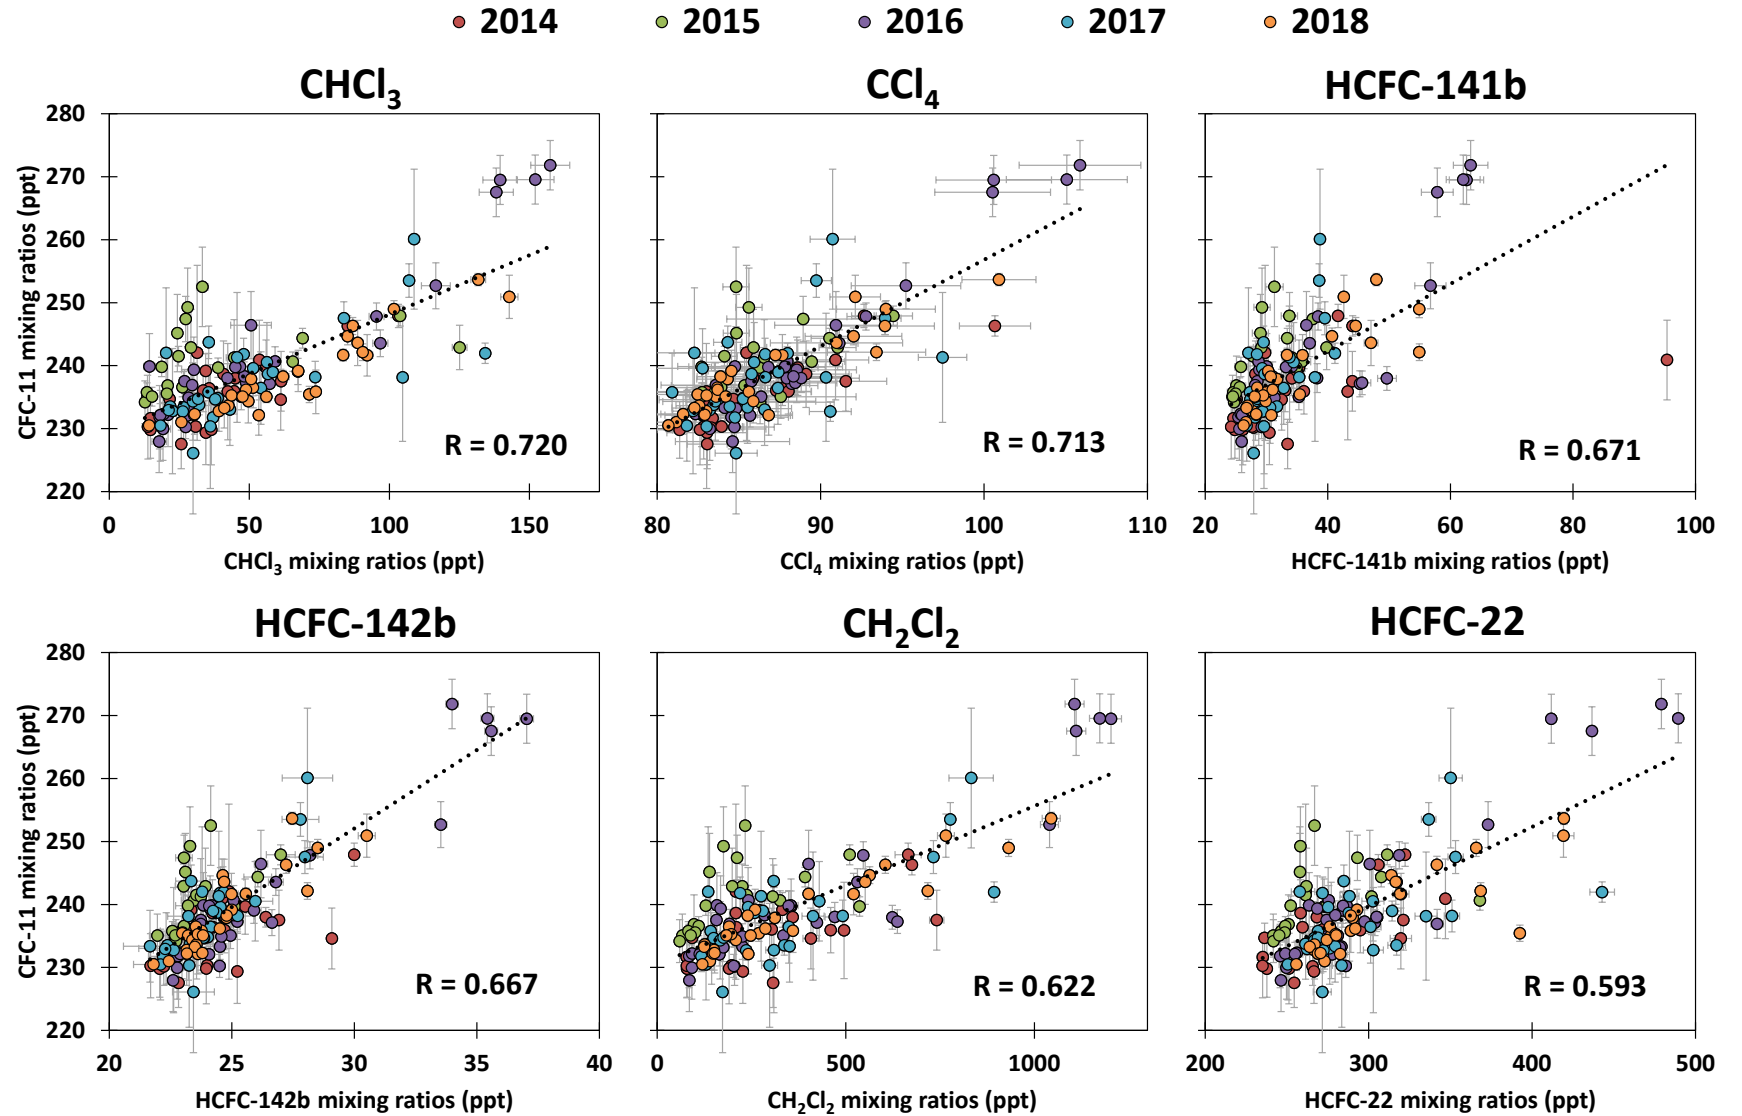 2014 2015 2016 2017 2018
CHCl3 CCl4 HCFC-141b
CFC-11 mixing ratios (ppt)
280
270
260
250
240
230
220
R = 0.720 R = 0.713 R = 0.671
0 50 100 150 80 90 100 110 20 40 60 80 100
CHCl3 mixing ratios (ppt) CCl4 mixing ratios (ppt) HCFC-141b mixing ratios (ppt)
HCFC-142b CH2Cl2 HCFC-22
CFC-11 mixing ratios (ppt)
280
270
260
250
240
230
220
R = 0.667 R = 0.622 R = 0.593
20 25 30 35 40 0 500 1000 200 300 400 500
HCFC-142b mixing ratios (ppt) CH2Cl2 mixing ratios (ppt) HCFC-22 mixing ratios (ppt)